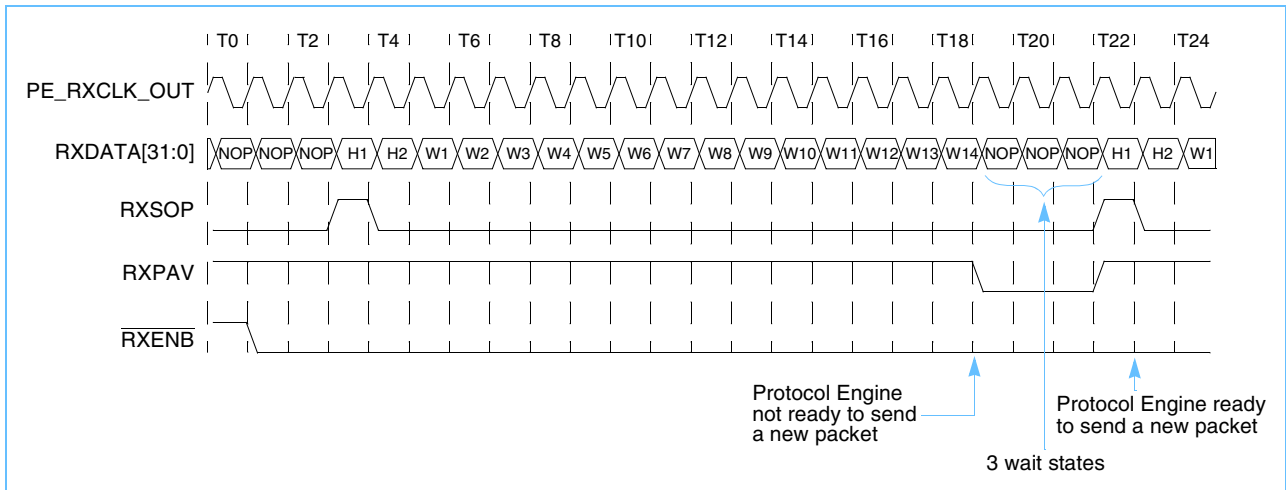 T0 T2 T4 T6 T8 T10 T12 T14 T16 T18 T20 T22 T24
PE_RXCLK_OUT
RXDATA[31:0] NOP NOP NOP H1 H2 W1 W2 W3 W4 W5 W6 W7 W8 W9 W10 W11 W12 W13 W14 NOP NOP NOP H1 H2 W1
RXSOP
RXPAV
RXENB
Protocol Engine
not ready to send
a new packet
Protocol Engine ready
to send a new packet
3 wait states